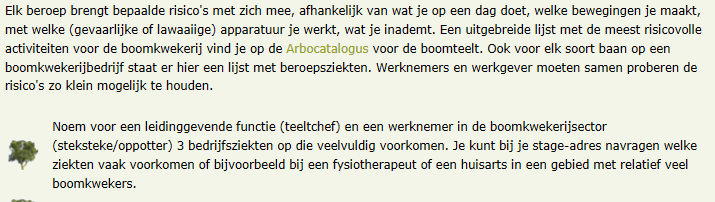 Elk beroep brengt bepaalde risico's met zich mee, afhankelijk van wat je op een dag doet, welke bewegingen je maakt,
met welke (gevaarlijke of lawaaiige) apparatuur je werkt, wat je inademt. Een uitgebreide lijst met de meest risicovolle
activiteiten voor de boomkwekerij vind je op de Arbocatalogus voor de boomteelt. Ook voor elk soort baan op een
boomkwekerijbedrijf staat er hier een lijst met beroepsziekten. Werknemers en werkgever moeten samen proberen de
risico's zo klein mogelijk te houden.
Noem voor een leidinggevende functie (teeltchef) en een werknemer in de boomkwekerijsector
(steksteke/oppotter) 3 bedrijfsziekten op die veelvuldig voorkomen. Je kunt bij je stage-adres navragen welke
ziekten vaak voorkomen of bijvoorbeeld bij een fysiotherapeut of een huisarts in een gebied met relatief veel
boomkwekers.